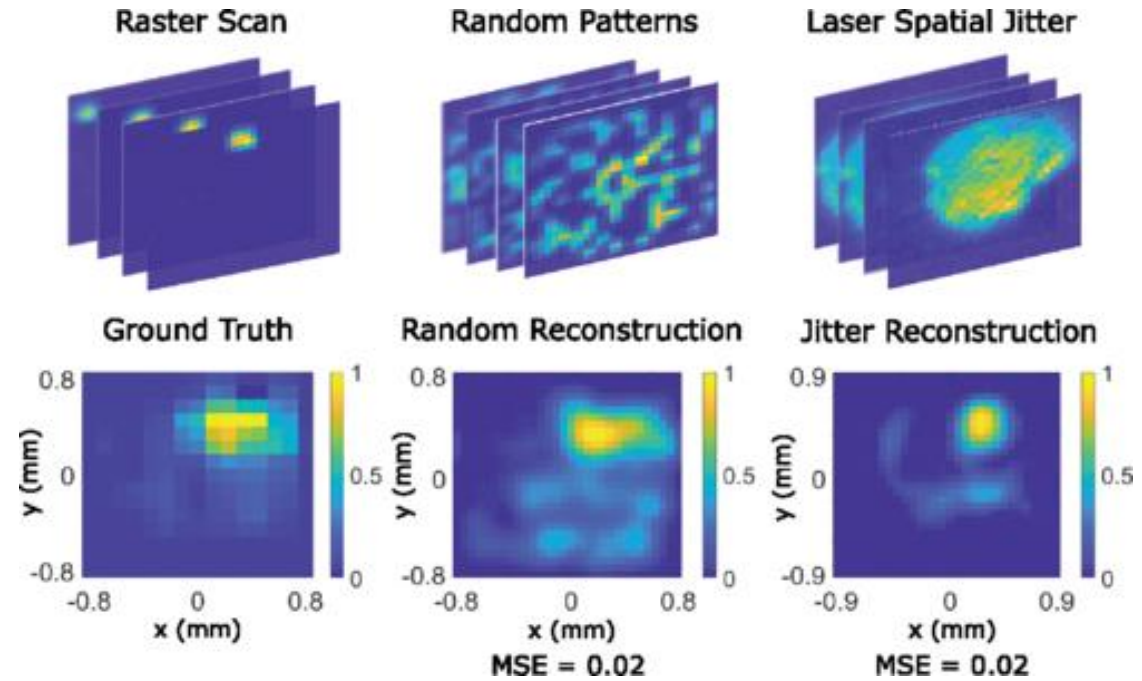 Raster Scan
Random Patterns
Laser Spatial Jitter
Ground Truth
0.8
0
-0.8
y (mm)
-0.8 0 0.8
x (mm)
1
0.5
0
Random Reconstruction
0.8
0
-0.8
y (mm)
-0.8 0 0.8
x (mm)
1
0.5
0
MSE = 0.02
Jitter Reconstruction
0.9
0
-0.9
y (mm)
-0.9 0 0.9
x (mm)
1
0.5
0
MSE = 0.02